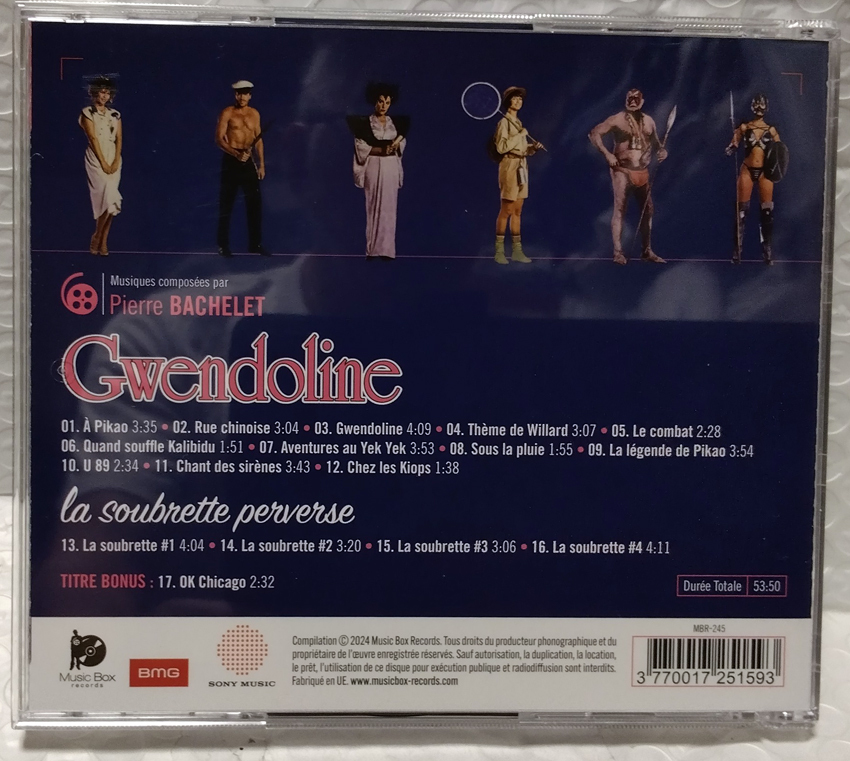 Musiques composées par
Pierre BACHELET
Gwendoline
01. À Pikao 3:35 • 02. Rue chinoise 3:04 • 03. Gwendoline 4:09 • 04. Thème de Willard 3:07 • 05. Le combat 2:28
06. Quand souffle Kalibidu 1:51 • 07. Aventures au Yek Yek 3:53 • 08. Sous la pluie 1:55 • 09. La légende de Pikao 3:54
10. U 89 2:34 • 11. Chant des sirènes 3:43 • 12. Chez les Kiops 1:38
la soubrette perverse
13. La soubrette #1 4:04 • 14. La soubrette #2 3:20 • 15. La soubrette #3 3:06 • 16. La soubrette #4 4:11
TITRE BONUS : 17. OK Chicago 2:32
Durée Totale 53:50
MBR-245
Music Box
records
BMG
SONY MUSIC
Compilation Ⓒ 2024 Music Box Records. Tous droits du producteur phonographique et du
propriétaire de l'œuvre enregistrée réservés. Sauf autorisation, la duplication, la location,
le prêt, l'utilisation de ce disque pour exécution publique et radiodiffusion sont interdits.
Fabriqué en UE. www.musicbox-records.com
3 770017 251593